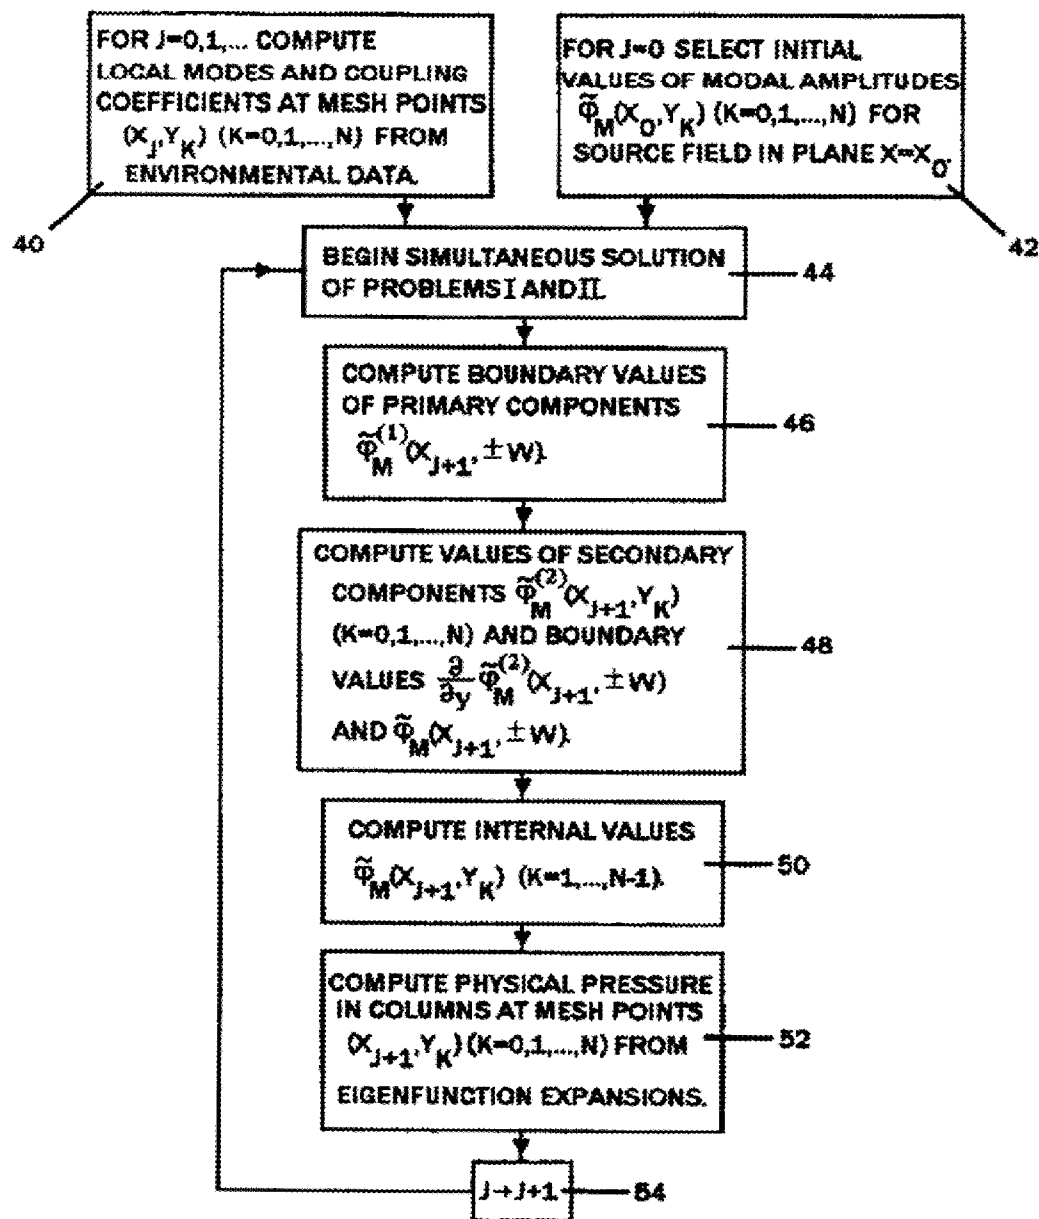 FOR J=0,1,... COMPUTE
LOCAL MODES AND COUPLING
COEFFICIENTS AT MESH POINTS
(X_J,Y_K) (K=0,1,...,N) FROM
ENVIRONMENTAL DATA.
40
FOR J=0 SELECT INITIAL
VALUES OF MODAL AMPLITUDES
φ̃_M(X_0,Y_K) (K=0,1,...,N) FOR
SOURCE FIELD IN PLANE X=X_0.
42
BEGIN SIMULTANEOUS SOLUTION
OF PROBLEMS I AND II.
44
COMPUTE BOUNDARY VALUES
OF PRIMARY COMPONENTS
φ̃_M^(1)(X_J+1, ±W).
46
COMPUTE VALUES OF SECONDARY
COMPONENTS φ̃_M^(2)(X_J+1,Y_K)
(K=0,1,...,N) AND BOUNDARY
VALUES ∂/∂y φ̃_M^(2)(X_J+1, ±W)
AND φ̃_M(X_J+1, ±W).
48
COMPUTE INTERNAL VALUES
φ̃_M(X_J+1,Y_K) (K=1,...,N-1).
50
COMPUTE PHYSICAL PRESSURE
IN COLUMNS AT MESH POINTS
(X_J+1,Y_K)(K=0,1,...,N) FROM
EIGENFUNCTION EXPANSIONS.
52
J→J+1
54